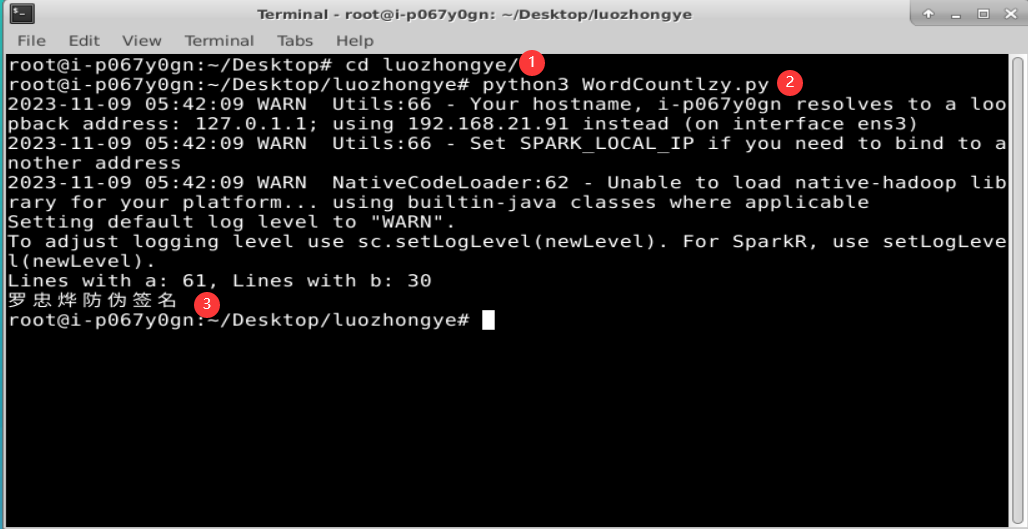 Terminal - root@i-p067y0gn: ~/Desktop/luozhongye
File Edit View Terminal Tabs Help
root@i-p067y0gn:~/Desktop# cd luozhongye/ 1
root@i-p067y0gn:~/Desktop/luozhongye# python3 WordCountlzy.py 2
2023-11-09 05:42:09 WARN  Utils:66 - Your hostname, i-p067y0gn resolves to a loo
pback address: 127.0.1.1; using 192.168.21.91 instead (on interface ens3)
2023-11-09 05:42:09 WARN  Utils:66 - Set SPARK_LOCAL_IP if you need to bind to a
nother address
2023-11-09 05:42:09 WARN  NativeCodeLoader:62 - Unable to load native-hadoop lib
rary for your platform... using builtin-java classes where applicable
Setting default log level to "WARN".
To adjust logging level use sc.setLogLevel(newLevel). For SparkR, use setLogLeve
l(newLevel).
Lines with a: 61, Lines with b: 30
罗忠烨防伪签名 3
root@i-p067y0gn:~/Desktop/luozhongye#